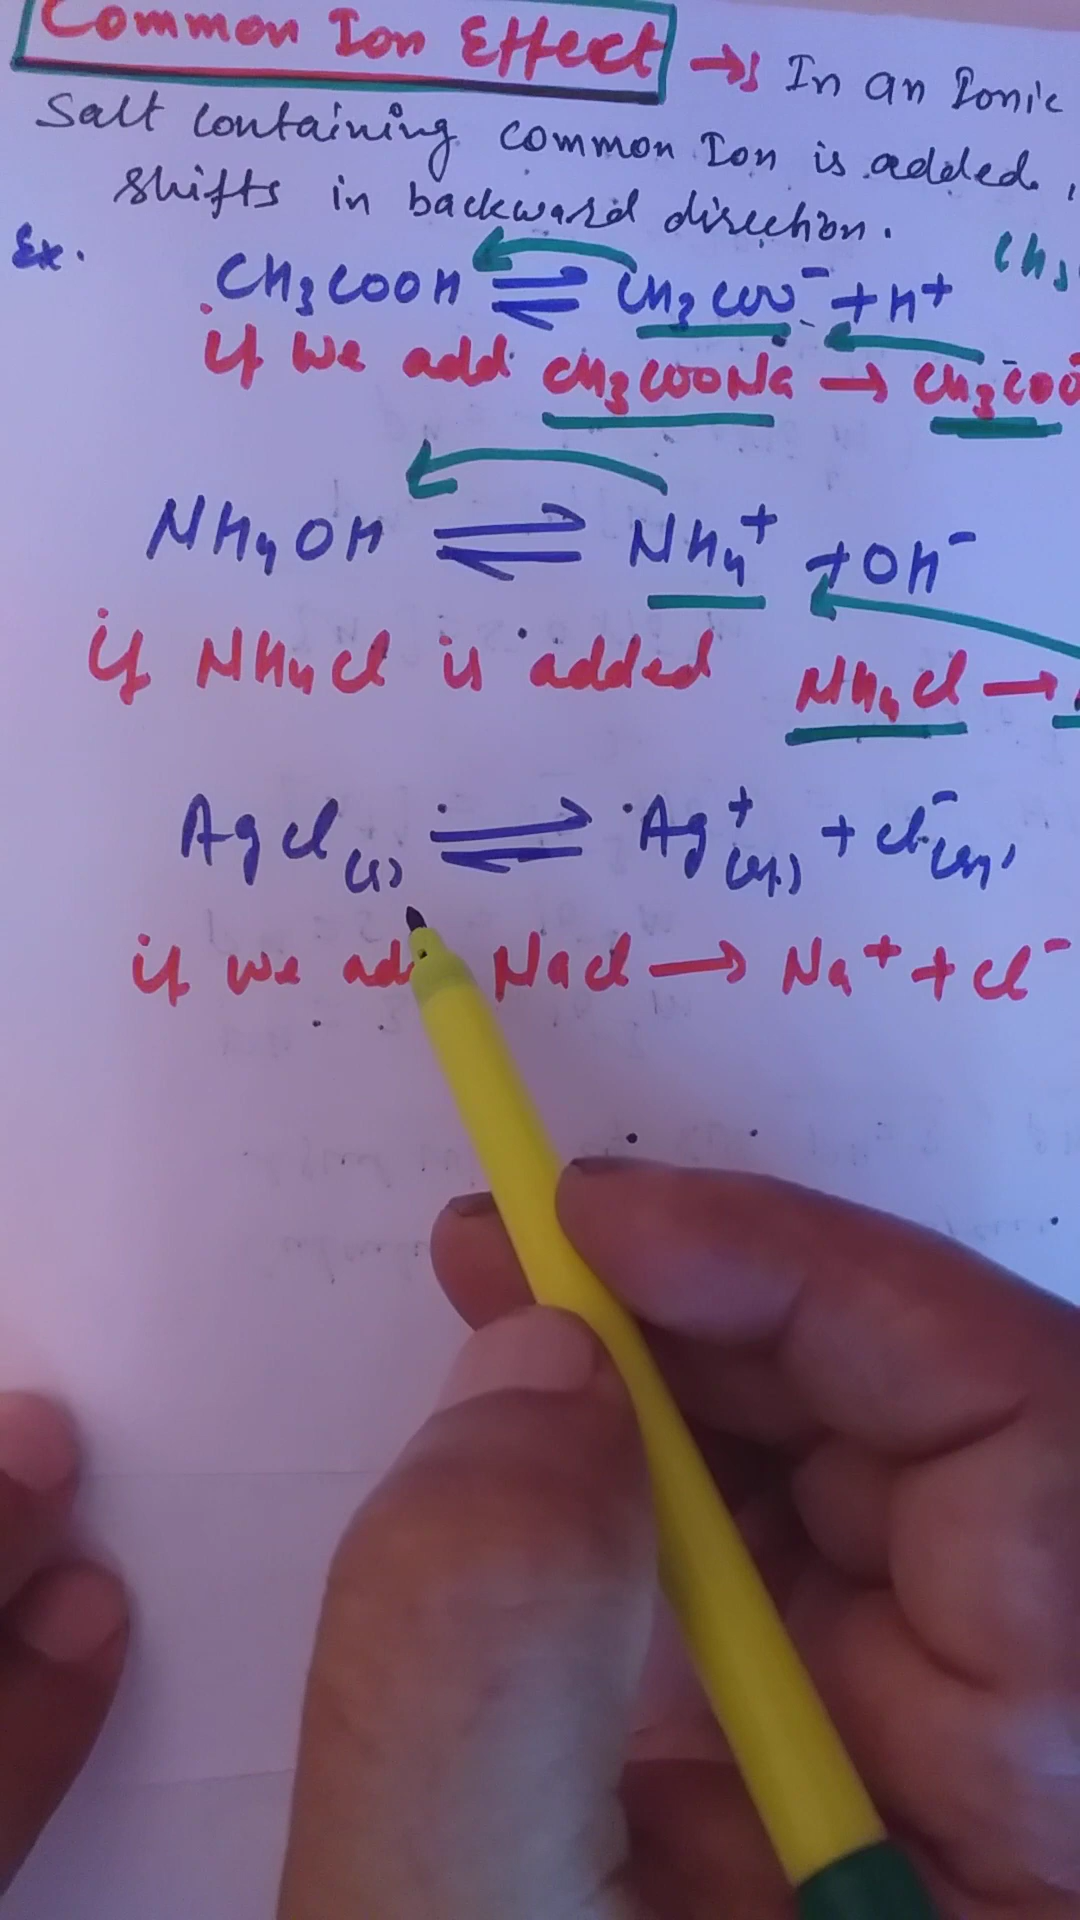 Common Ion Effect → In an Ionic
Salt containing common Ion is added,
shifts in backward direction.
Ex.
CH₃COOH ⇌ CH₃COO⁻ + H⁺
CH₃
if we add CH₃COONa → CH₃COO⁻
NH₄OH ⇌ NH₄⁺ + OH⁻
if NH₄Cl is added NH₄Cl →
AgCl(s) ⇌ Ag⁺(aq) + Cl⁻(aq)
if we add NaCl → Na⁺ + Cl⁻